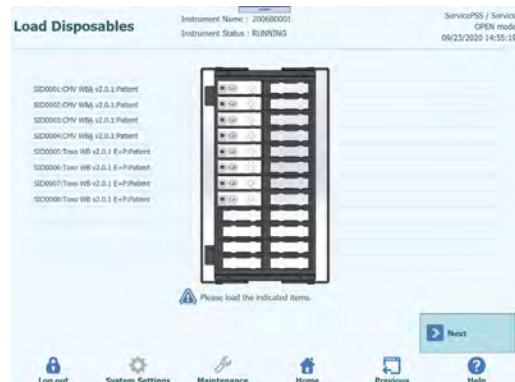 Load Disposables
Instrument Name : 2006B0001
Instrument Status : RUNNING
ServicePSS / Service
OPEN mode
09/23/2020 14:55:19
SID0001:CMV WBA v2.0.1:Patient
SID0002:CMV WBA v2.0.1:Patient
SID0003:CMV WBA v2.0.1:Patient
SID0004:CMV WBA v2.0.1:Patient
SID0005:Toxo WB v2.0.1 E+P:Patient
SID0006:Toxo WB v2.0.1 E+P:Patient
SID0007:Toxo WB v2.0.1 E+P:Patient
SID0008:Toxo WB v2.0.1 E+P:Patient
Please load the indicated items.
Next
Log out
System Settings
Maintenance
Home
Previous
Help